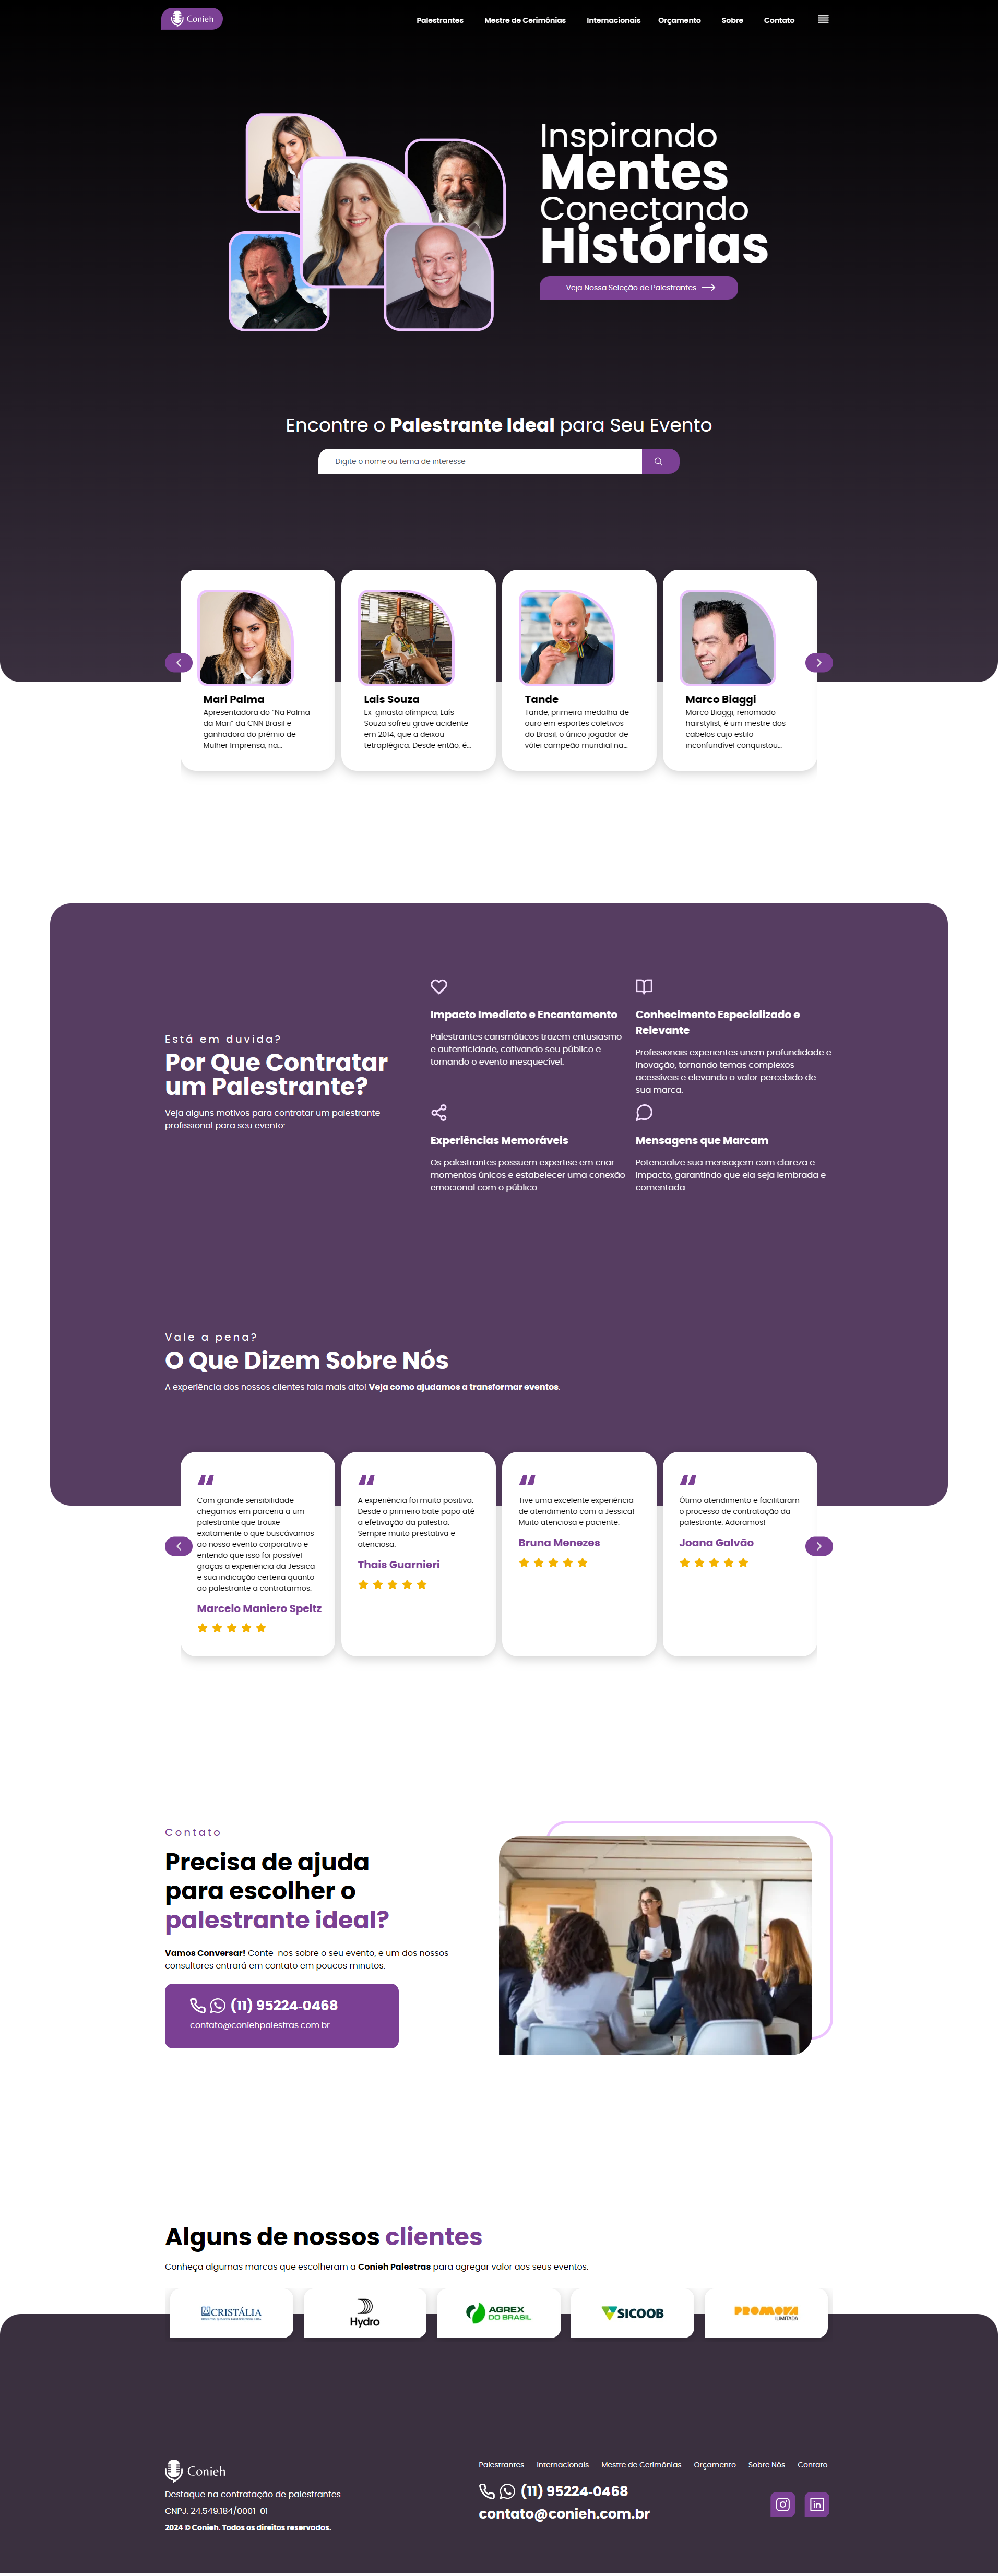 Conieh
Palestrantes
Mestre de Cerimônias
Internacionais
Orçamento
Sobre
Contato
Inspirando
Mentes
Conectando
Histórias
Veja Nossa Seleção de Palestrantes
Encontre o Palestrante Ideal para Seu Evento
Digite o nome ou tema de interesse
Mari Palma
Apresentadora do “Na Palma
da Mari” da CNN Brasil e
ganhadora do prêmio de
Mulher Imprensa, na...
Lais Souza
Ex-ginasta olímpica, Laís
Souza sofreu grave acidente
em 2014, que a deixou
tetraplégica. Desde então, é...
Tande
Tande, primeira medalha de
ouro em esportes coletivos
do Brasil, o único jogador de
vôlei campeão mundial na...
Marco Biaggi
Marco Biaggi, renomado
hairstylist, é um mestre dos
cabelos cujo estilo
inconfundível conquistou...
Está em duvida?
Por Que Contratar
um Palestrante?
Veja alguns motivos para contratar um palestrante
profissional para seu evento:
Impacto Imediato e Encantamento
Palestrantes carismáticos trazem entusiasmo
e autenticidade, cativando seu público e
tornando o evento inesquecível.
Conhecimento Especializado e
Relevante
Profissionais experientes unem profundidade e
inovação, tornando temas complexos
acessíveis e elevando o valor percebido de
sua marca.
Experiências Memoráveis
Os palestrantes possuem expertise em criar
momentos únicos e estabelecer uma conexão
emocional com o público.
Mensagens que Marcam
Potencialize sua mensagem com clareza e
impacto, garantindo que ela seja lembrada e
comentada
Vale a pena?
O Que Dizem Sobre Nós
A experiência dos nossos clientes fala mais alto! Veja como ajudamos a transformar eventos:
Com grande sensibilidade
chegamos em parceria a um
palestrante que trouxe
exatamente o que buscávamos
ao nosso evento corporativo e
entendo que isso foi possível
graças a experiência da Jessica
e sua indicação certeira quanto
ao palestrante a contratarmos.
Marcelo Maniero Speltz
A experiência foi muito positiva.
Desde o primeiro bate papo até
a efetivação da palestra.
Sempre muito prestativa e
atenciosa.
Thais Guarnieri
Tive uma excelente experiência
de atendimento com a Jessica!
Muito atenciosa e paciente.
Bruna Menezes
Ótimo atendimento e facilitaram
o processo de contratação da
palestrante. Adoramos!
Joana Galvão
Contato
Precisa de ajuda
para escolher o
palestrante ideal?
Vamos Conversar! Conte-nos sobre o seu evento, e um dos nossos
consultores entrará em contato em poucos minutos.
(11) 95224-0468
contato@coniehpalestras.com.br
Alguns de nossos clientes
Conheça algumas marcas que escolheram a Conieh Palestras para agregar valor aos seus eventos.
CRISTÁLIA
Hydro
AGREX
DO BRASIL
SICOOB
PROMOVA
ILIMITADA
Conieh
Destaque na contratação de palestrantes
CNPJ. 24.549.184/0001-01
2024 © Conieh. Todos os direitos reservados.
Palestrantes
Internacionais
Mestre de Cerimônias
Orçamento
Sobre Nós
Contato
(11) 95224-0468
contato@conieh.com.br